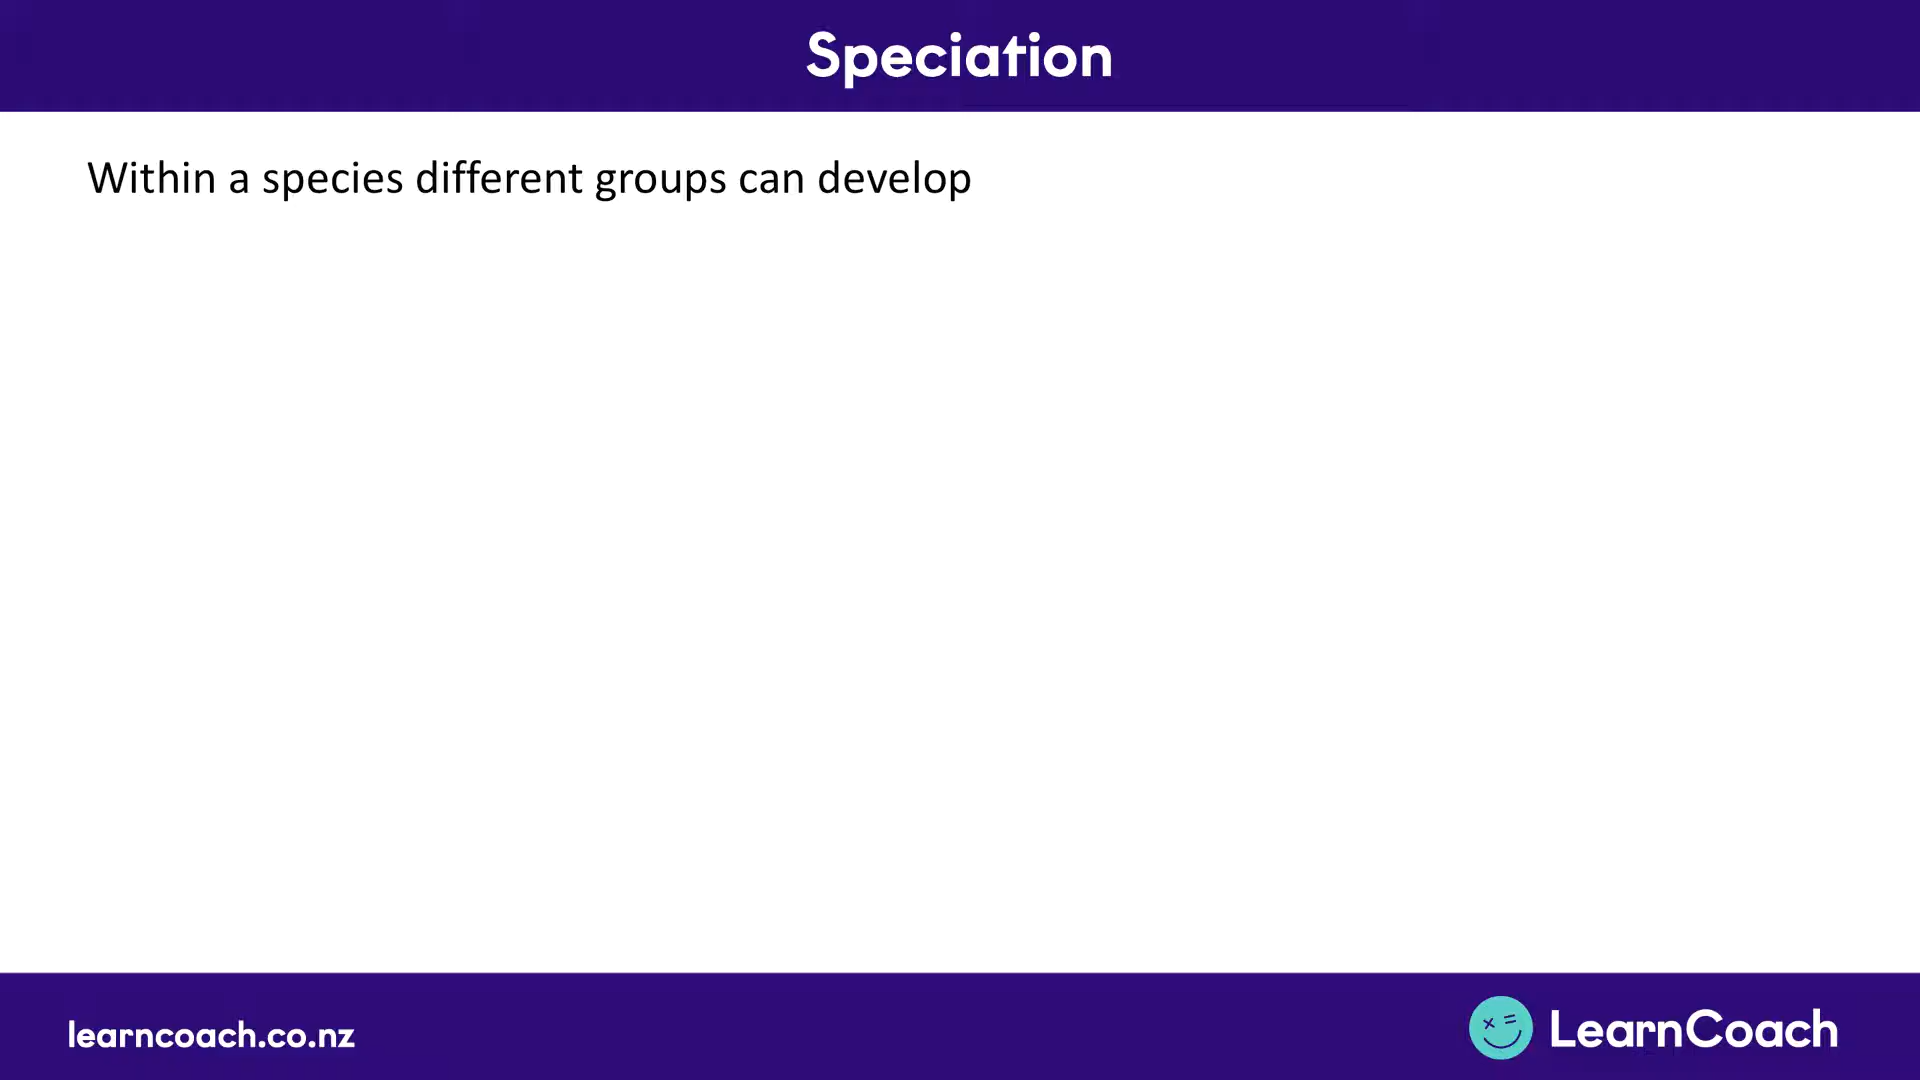 Speciation
Within a species different groups can develop
learncoach.co.nz
LearnCoach